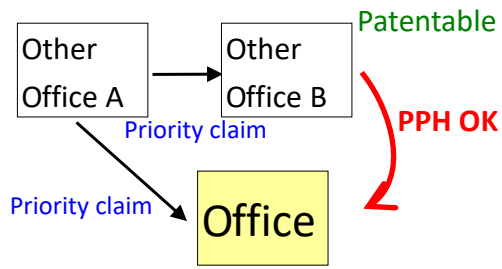 Patentable
Other
Office A
Other
Office B
Priority claim
PPH OK
Priority claim
Office